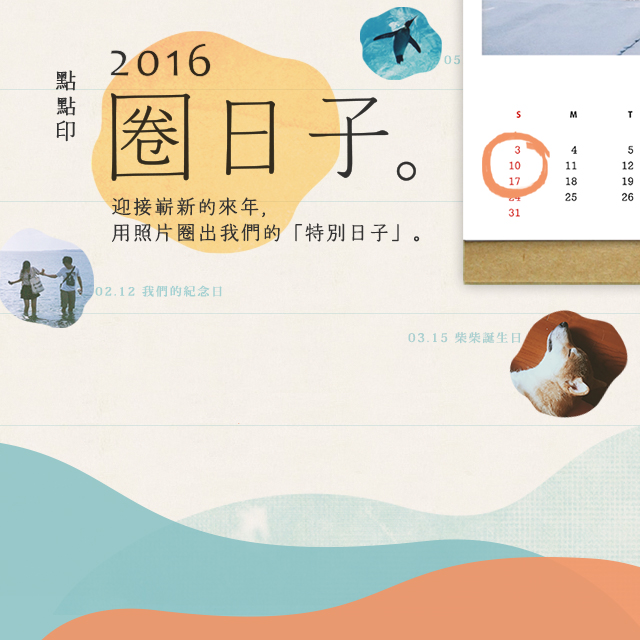 點點印
2016
圈日子。
迎接嶄新的來年,
用照片圈出我們的「特別日子」。
05
02.12 我們的紀念日
03.15 柴柴誕生日
S M T
3 4 5
10 11 12
17 18 19
24 25 26
31